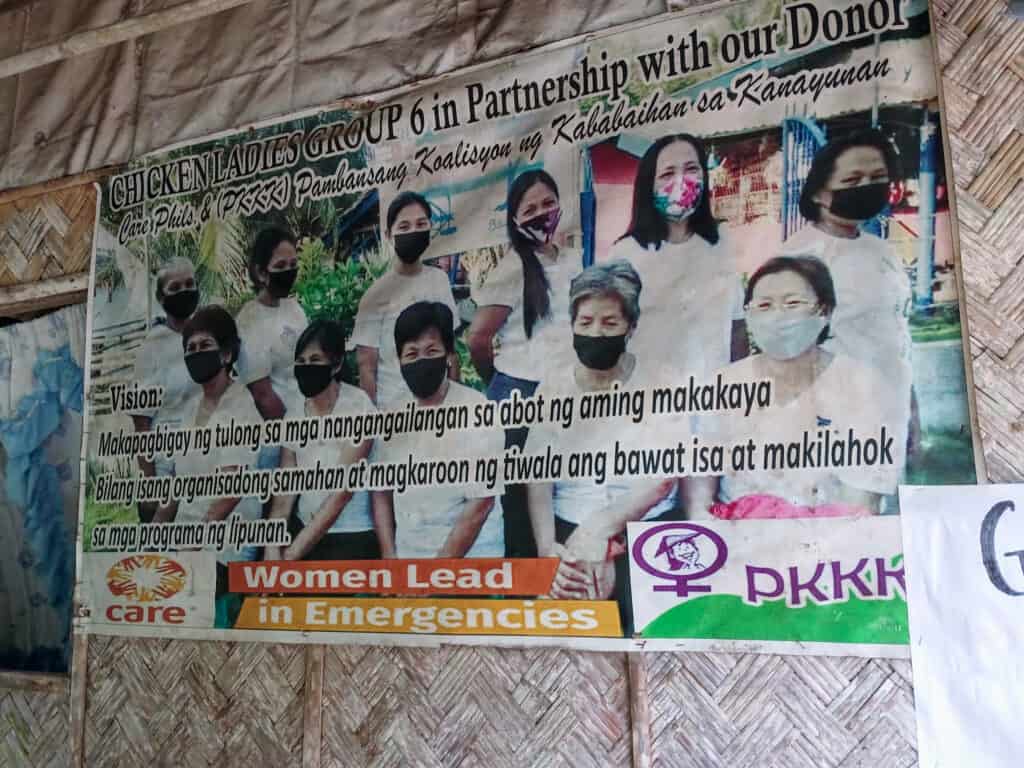 CHICKEN LADIES GROUP 6 in Partnership with our Donor
Care Phils & (PKKK) Pambansang Koalisyon ng Kababaihan sa Kanayunan
Vision:
Makapagbigay ng tulong sa mga nangangailangan sa abot ng aming makakaya
Bilang isang organisadong samahan at magkaroon ng tiwala ang bawat isa at makilahok
sa mga programa ng lipunan.
care
Women Lead
in Emergencies
PKKK
G